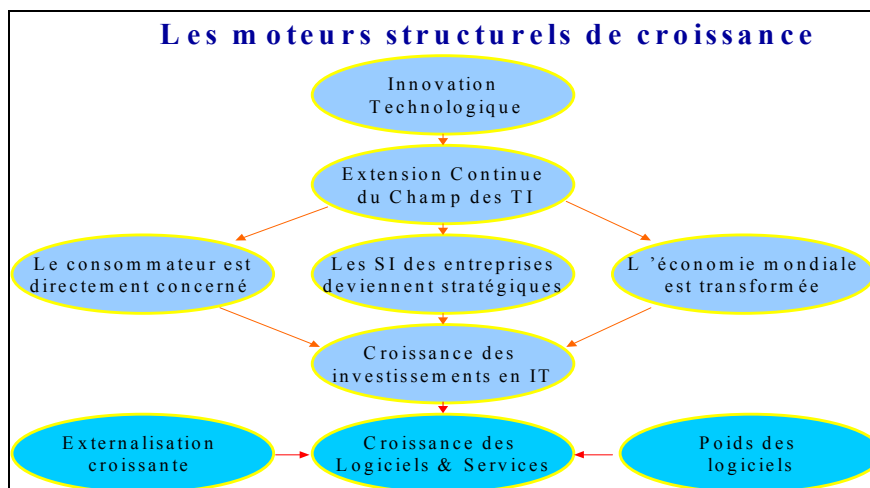 Les moteurs structurels de croissance
Innovation
Technologique
Extension Continue
du Champ des TI
Le consommateur est
directement concerné
Les SI des entreprises
deviennent stratégiques
L ’économie mondiale
est transformée
Croissance des
investissements en IT
Externalisation
croissante
Croissance des
Logiciels & Services
Poids des
logiciels